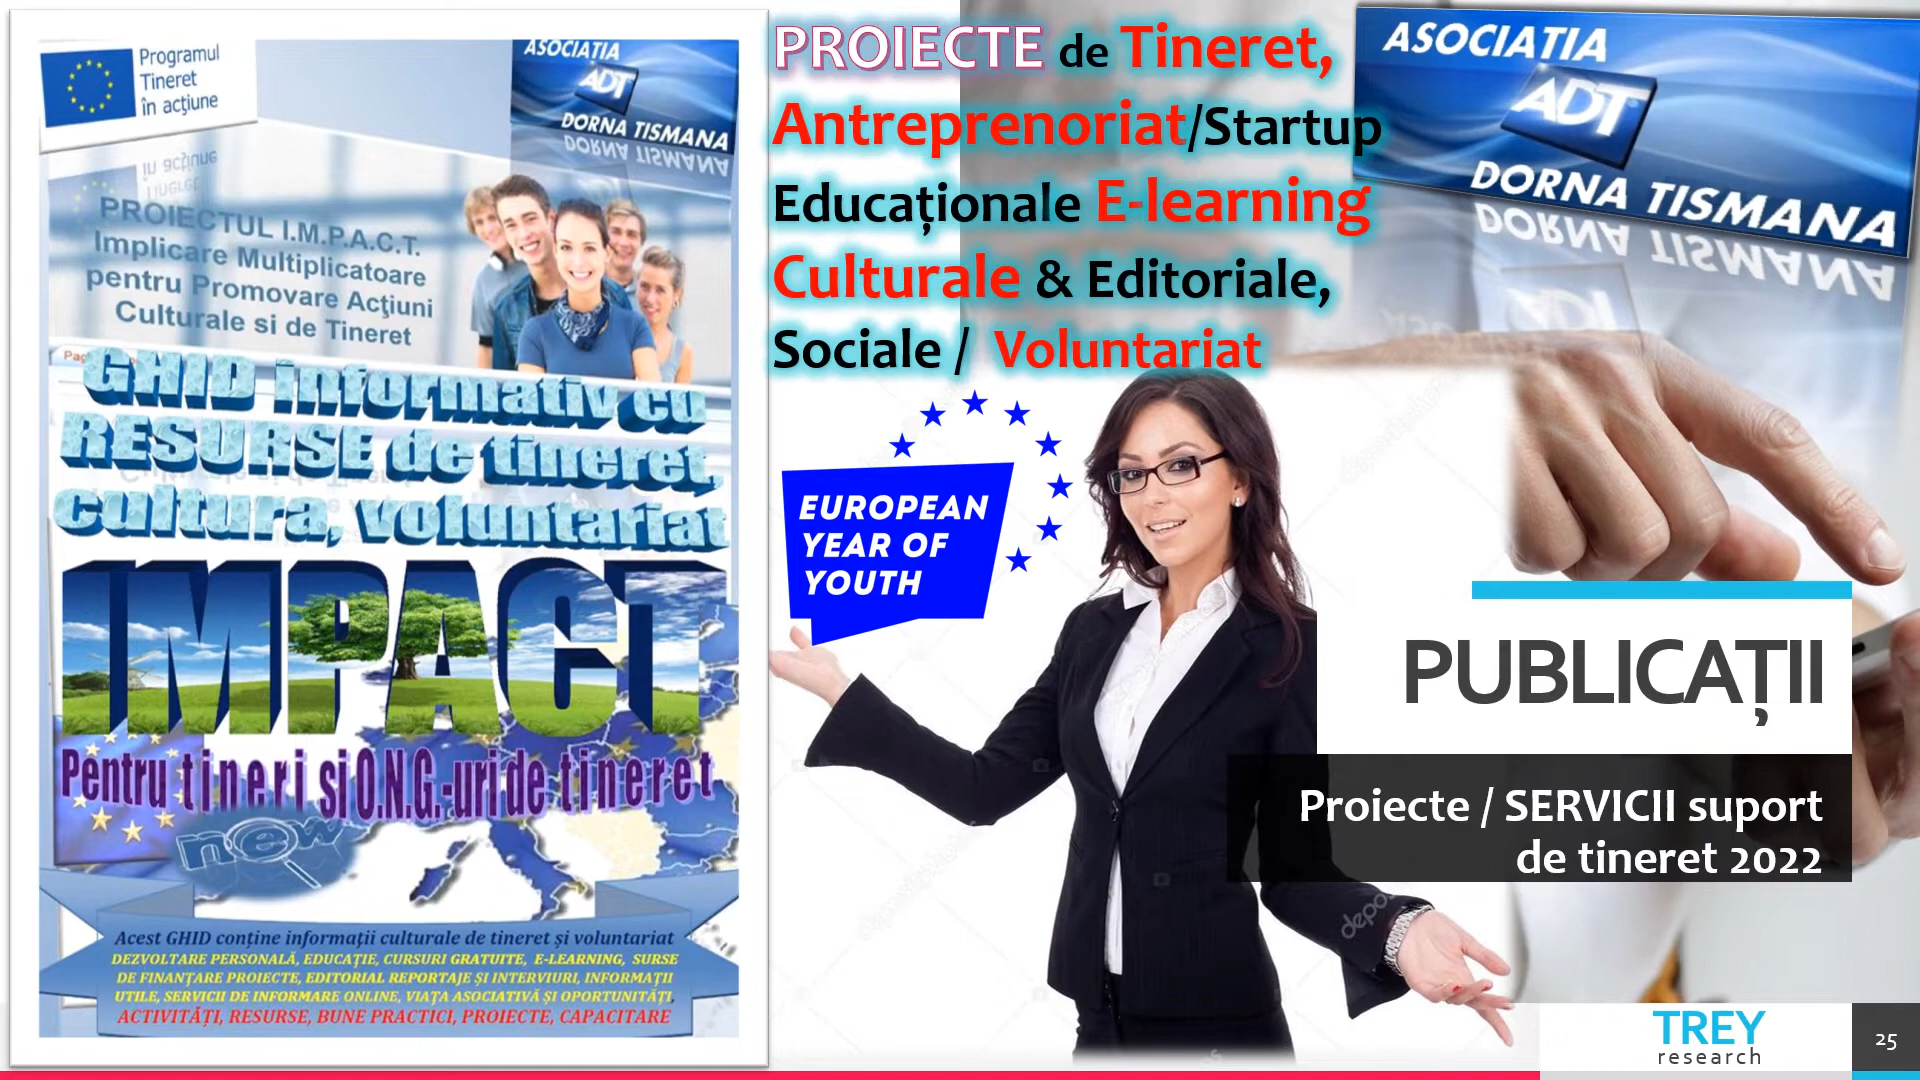 Programul
Tineret
în acțiune
ASOCIATIA
ADT
DORNA TISMANA
PROIECTUL I.M.P.A.C.T.
Implicare Multiplicatoare
pentru Promovare Acţiuni
Culturale si de Tineret
GHID informativ cu
RESURSE de tineret,
cultura, voluntariat
IMPACT
Pentru tineri si O.N.G.-uri de tineret
new
Acest GHID conține informații culturale de tineret și voluntariat
DEZVOLTARE PERSONALĂ, EDUCAȚIE, CURSURI GRATUITE, E-LEARNING, SURSE
DE FINANȚARE PROIECTE, EDITORIAL REPORTAJE ȘI INTERVIURI, INFORMAȚII
UTILE, SERVICII DE INFORMARE ONLINE, VIAȚA ASOCIATIVĂ ȘI OPORTUNITĂȚI,
ACTIVITĂȚI, RESURSE, BUNE PRACTICI, PROIECTE, CAPACITARE
PROIECTE de Tineret,
Antreprenoriat/Startup
Educaționale E-learning
Culturale & Editoriale,
Sociale / Voluntariat
EUROPEAN
YEAR OF
YOUTH
ASOCIATIA
ADT
DORNA TISMANA
PUBLICAȚII
Proiecte / SERVICII suport
de tineret 2022
TREY
research
25